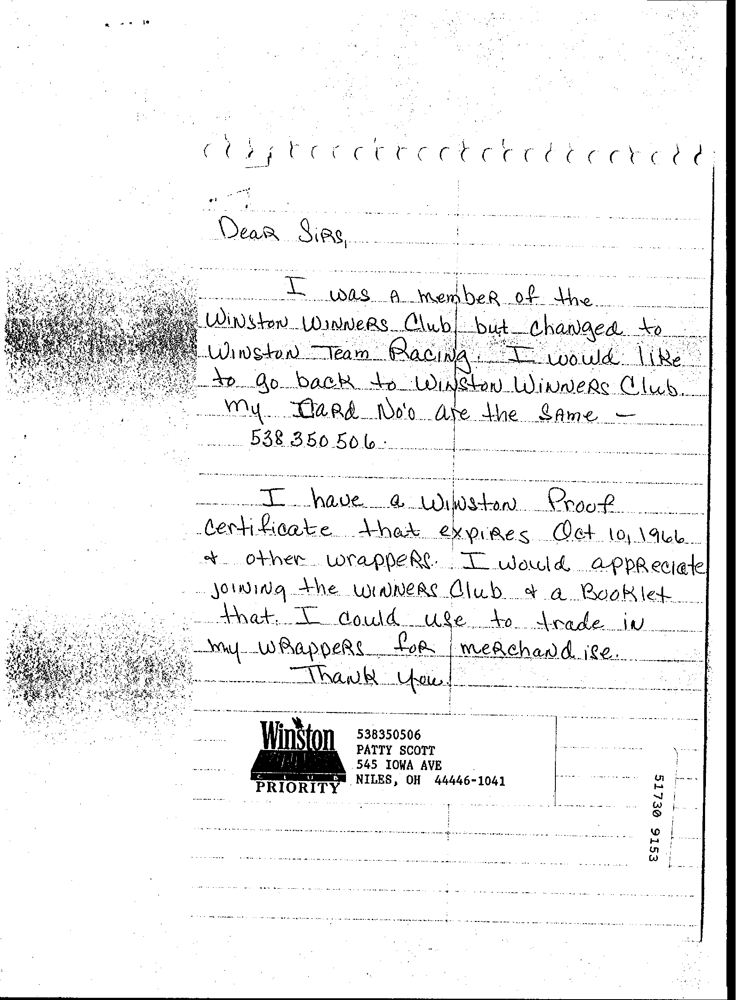 Dear Sirs,
I was a member of the
Winston Winners Club but changed to
Winston Team Racing. I would like
to go back to Winston Winners Club.
My Card No's are the same -
538 350 506.
I have a Winston Proof
Certificate that expires Oct 10, 1966
+ other wrappers. I would appreciate
joining the Winners Club + a Booklet
that I could use to trade in
my wrappers for merchandise.
Thank you.
Winston
CLUB
PRIORITY
538350506
PATTY SCOTT
545 IOWA AVE
NILES, OH 44446-1041
51730 9153